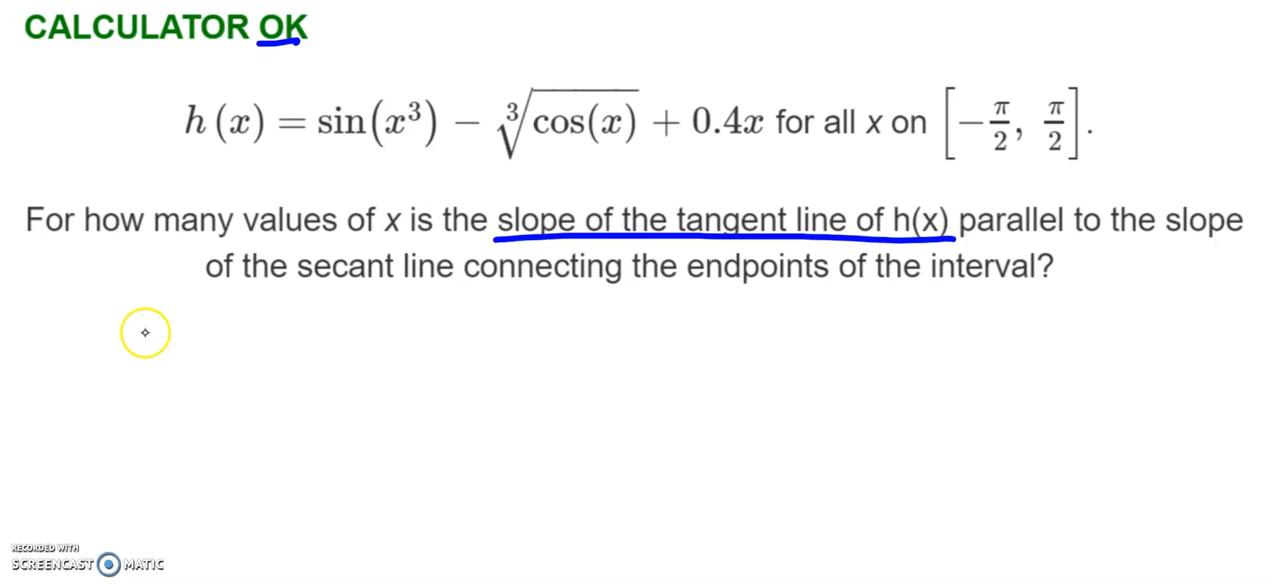 CALCULATOR OK
h (x) = sin(x³) − ∛cos(x) + 0.4x for all x on [−π/2, π/2].
For how many values of x is the slope of the tangent line of h(x) parallel to the slope
of the secant line connecting the endpoints of the interval?
RECORDED WITH
SCREENCAST MATIC